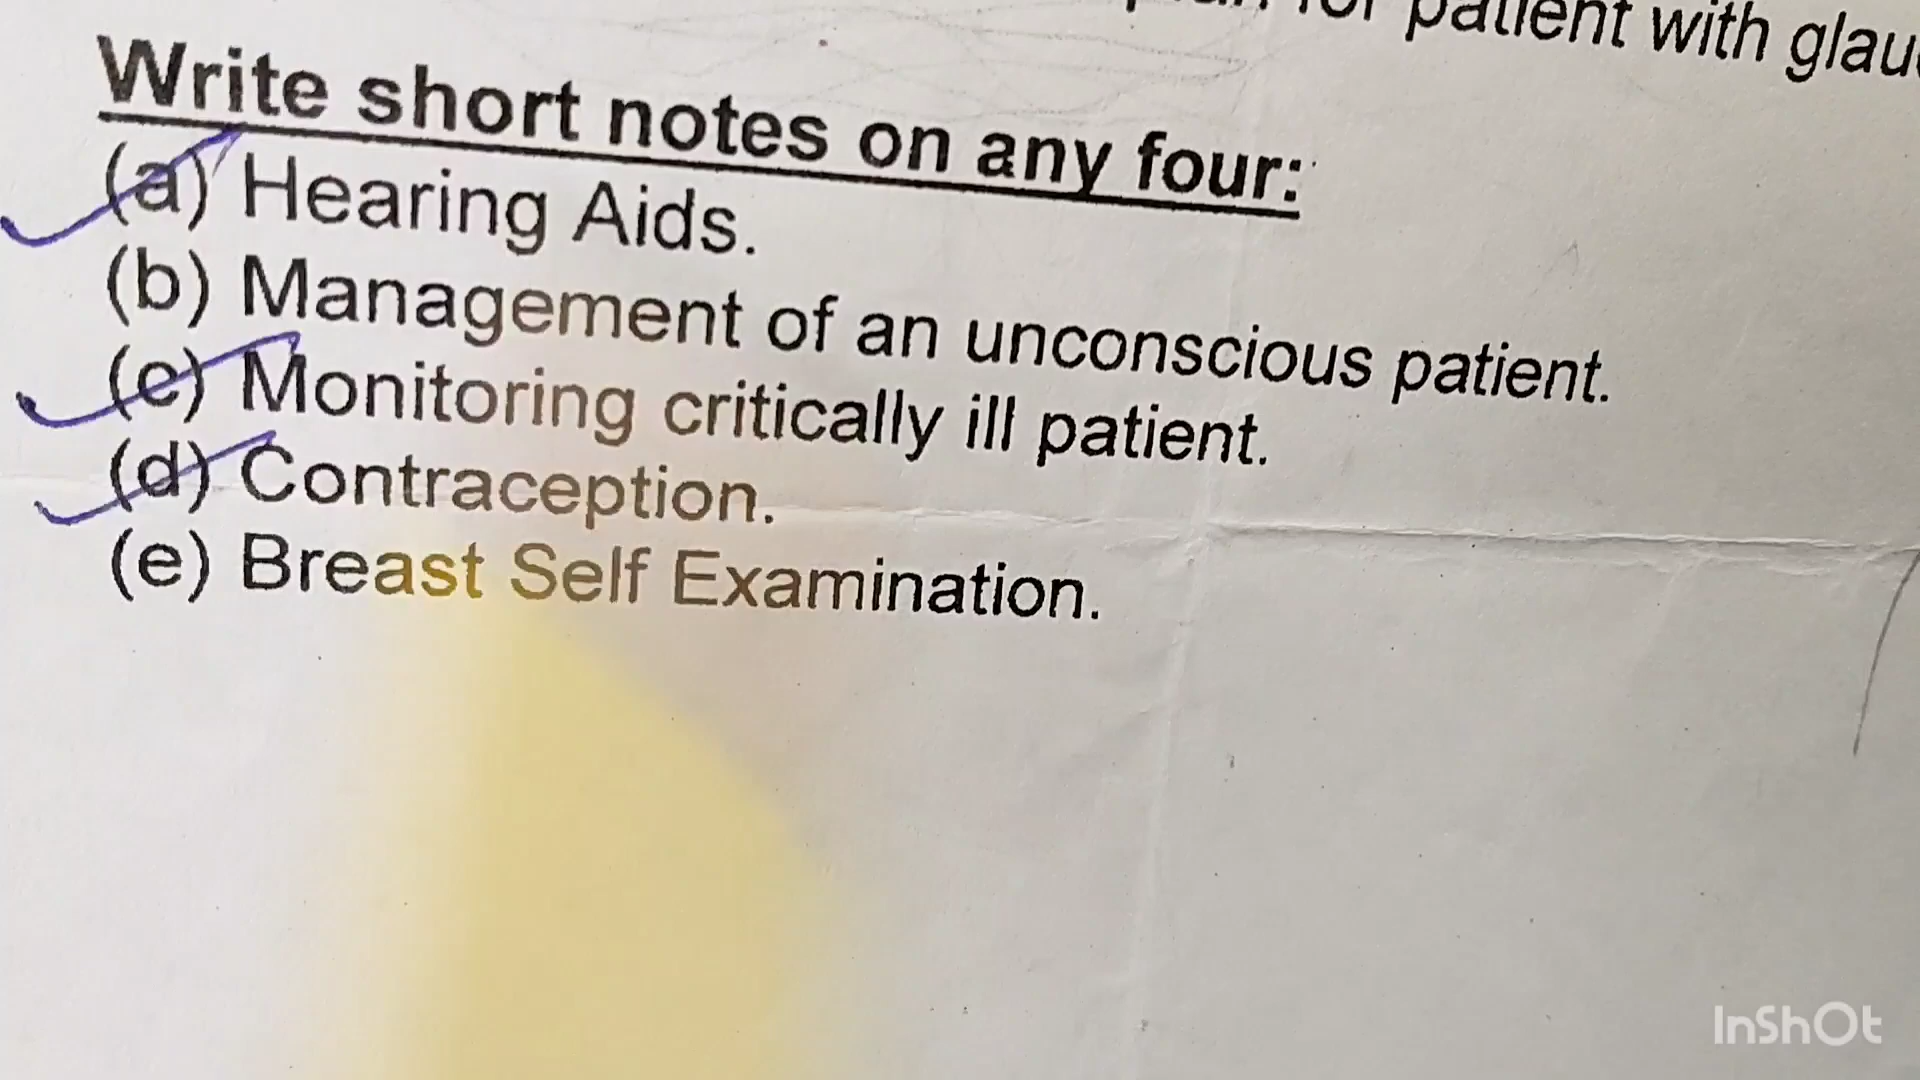 for patient with
Write short notes on any four:
(a) Hearing Aids.
(b) Management of an unconscious patient.
(c) Monitoring critically ill patient.
(d) Contraception.
(e) Breast Self Examination.
InShOt